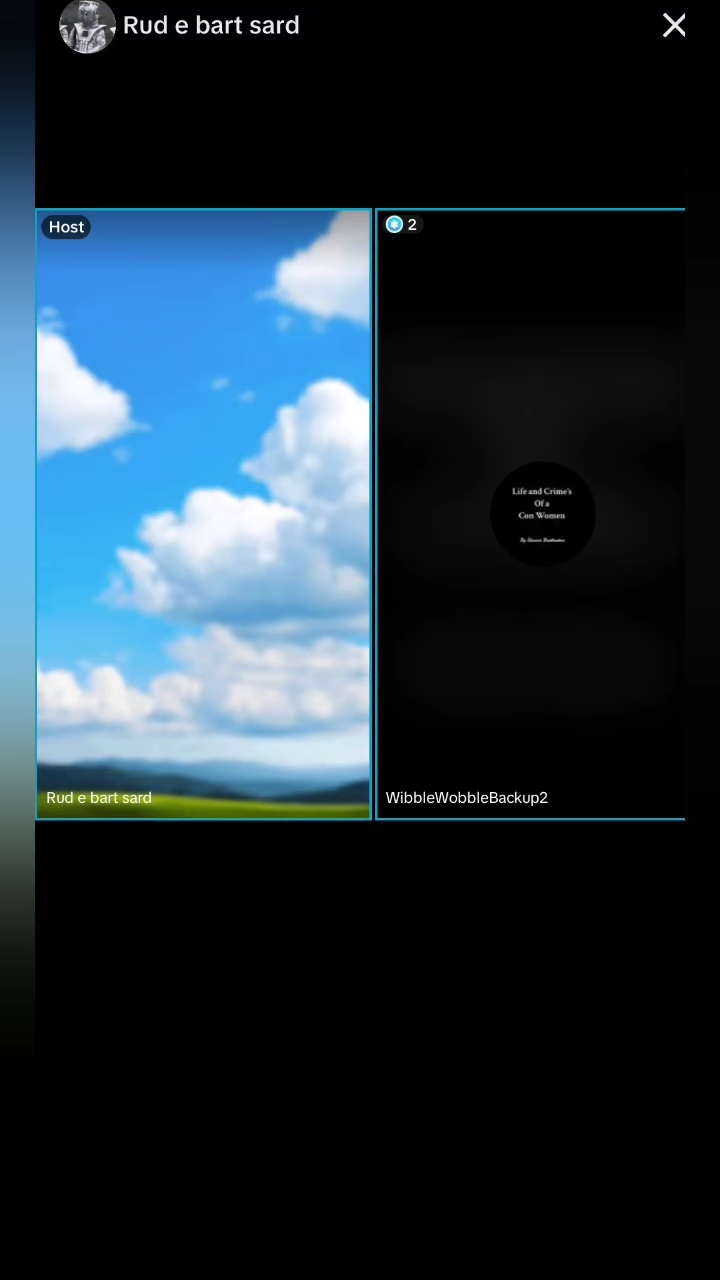 Rud e bart sard
Host
2
Life and Crime's
Of a
Con Women
Rud e bart sard
WibbleWobbleBackup2